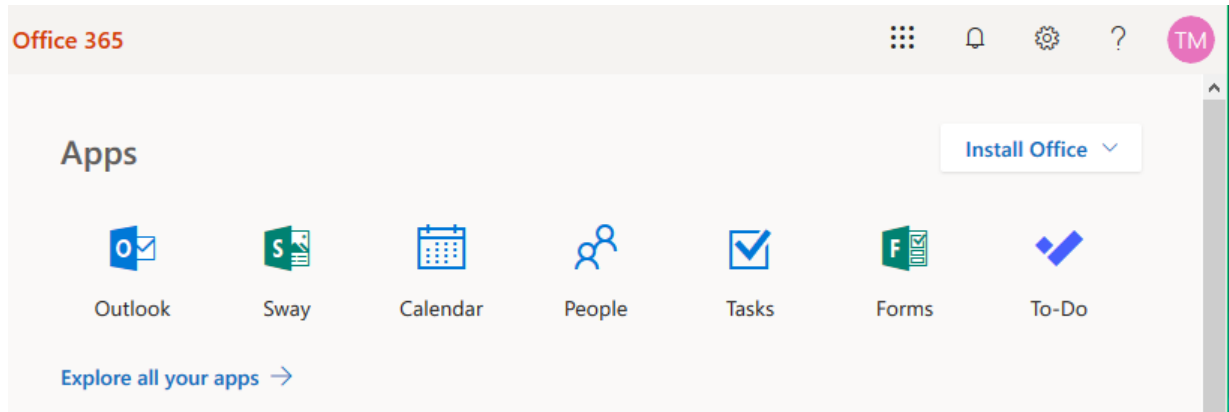 Office 365
TM
Apps
Install Office
Outlook Sway Calendar People Tasks Forms To-Do
Explore all your apps →